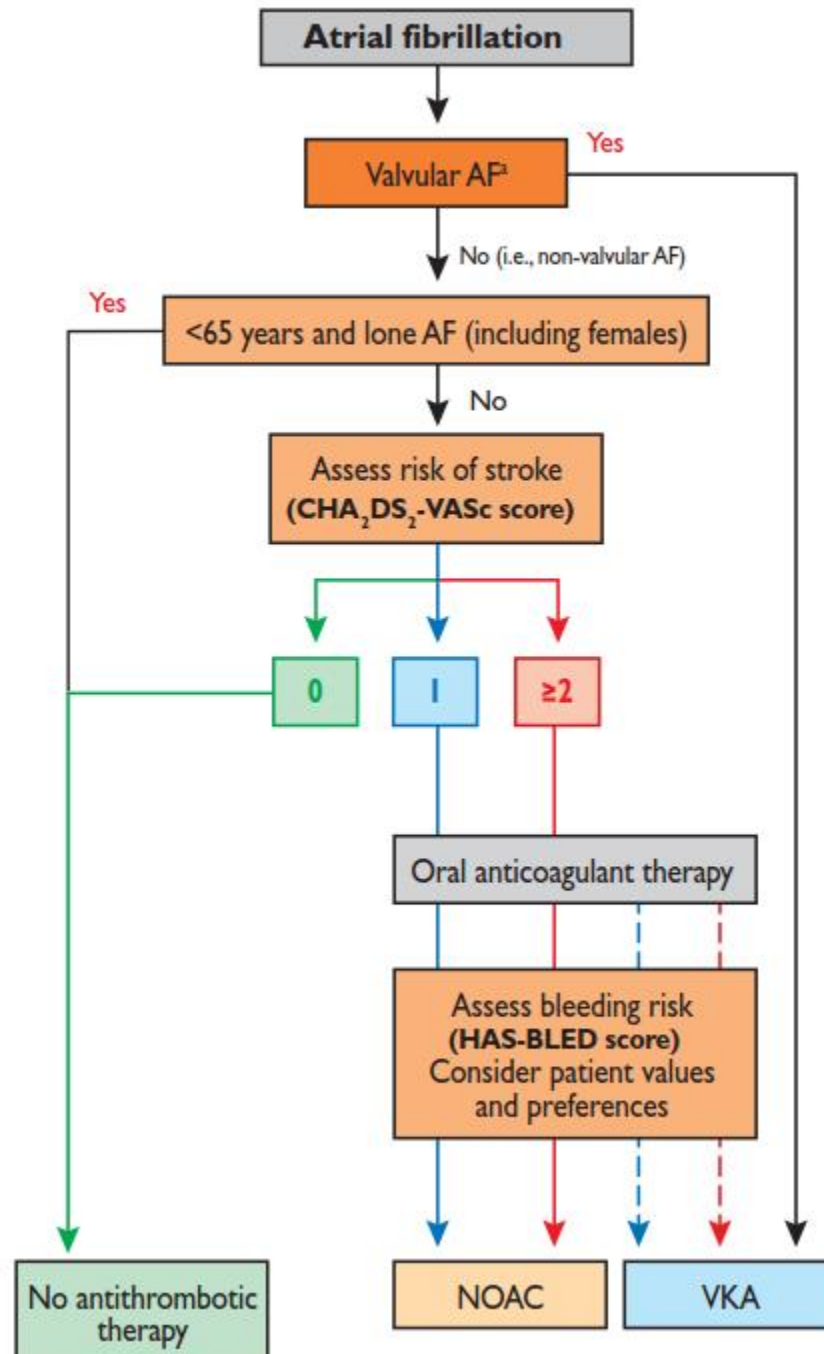 Atrial fibrillation
Yes
Valvular AFª
No (i.e., non-valvular AF)
Yes
<65 years and lone AF (including females)
No
Assess risk of stroke
(CHA₂DS₂-VASc score)
0
1
≥2
Oral anticoagulant therapy
Assess bleeding risk
(HAS-BLED score)
Consider patient values
and preferences
No antithrombotic
therapy
NOAC
VKA